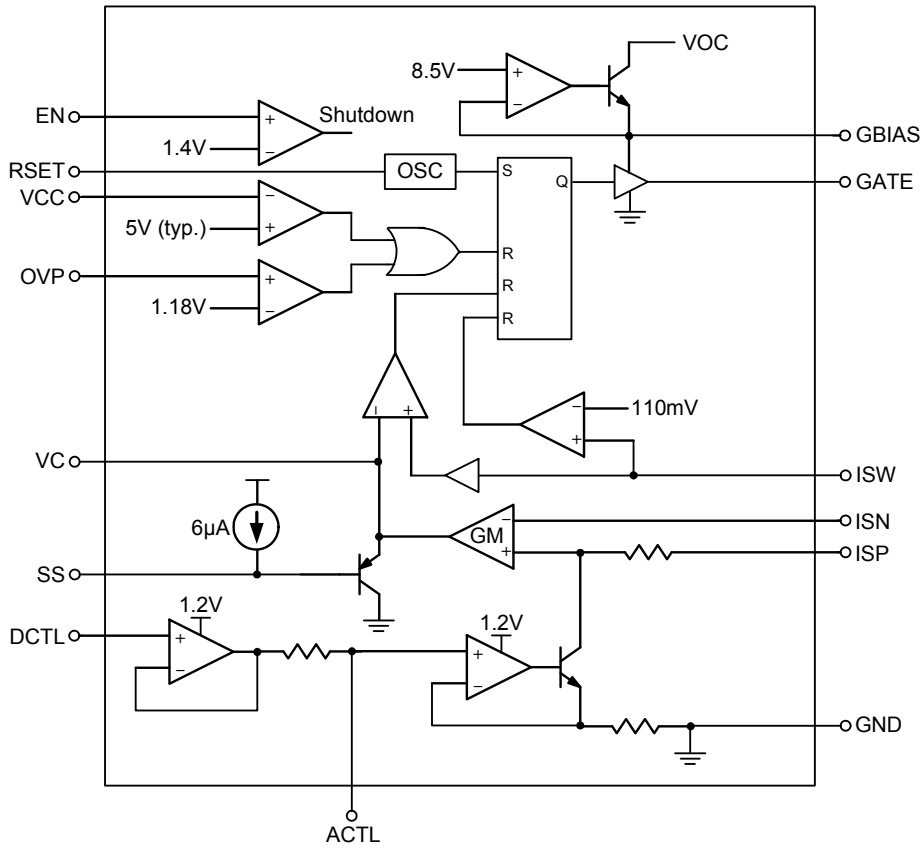 VOC
8.5V
+
−
EN
+
−
Shutdown
1.4V
GBIAS
RSET
OSC
S
Q
GATE
VCC
−
+
5V (typ.)
R
OVP
+
−
1.18V
R
R
−
+
−
+
110mV
VC
ISW
6µA
GM
−
+
ISN
ISP
SS
1.2V
DCTL
+
−
1.2V
+
−
GND
ACTL